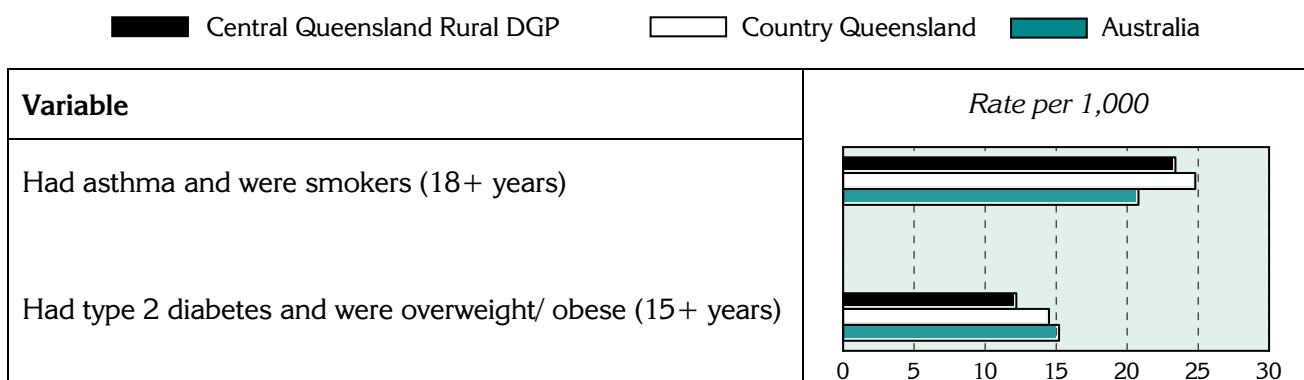 Central Queensland Rural DGP Country Queensland Australia
Variable Rate per 1,000
Had asthma and were smokers (18+ years)
Had type 2 diabetes and were overweight/ obese (15+ years)
0 5 10 15 20 25 30